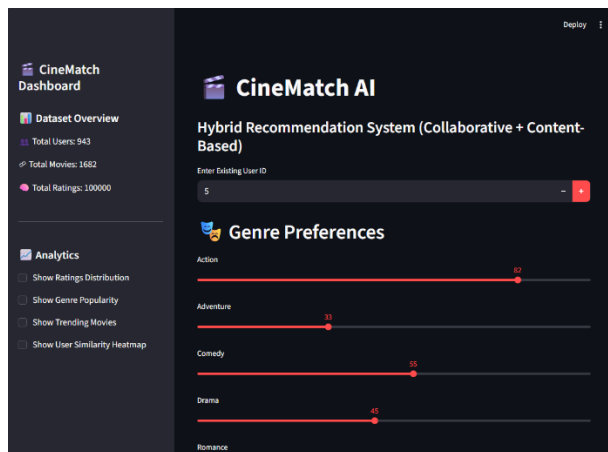 Deploy
CineMatch
Dashboard
Dataset Overview
Total Users: 943
Total Movies: 1682
Total Ratings: 100000
Analytics
Show Ratings Distribution
Show Genre Popularity
Show Trending Movies
Show User Similarity Heatmap
CineMatch AI
Hybrid Recommendation System (Collaborative + Content-
Based)
Enter Existing User ID
5
Genre Preferences
Action
82
Adventure
33
Comedy
55
Drama
45
Romance